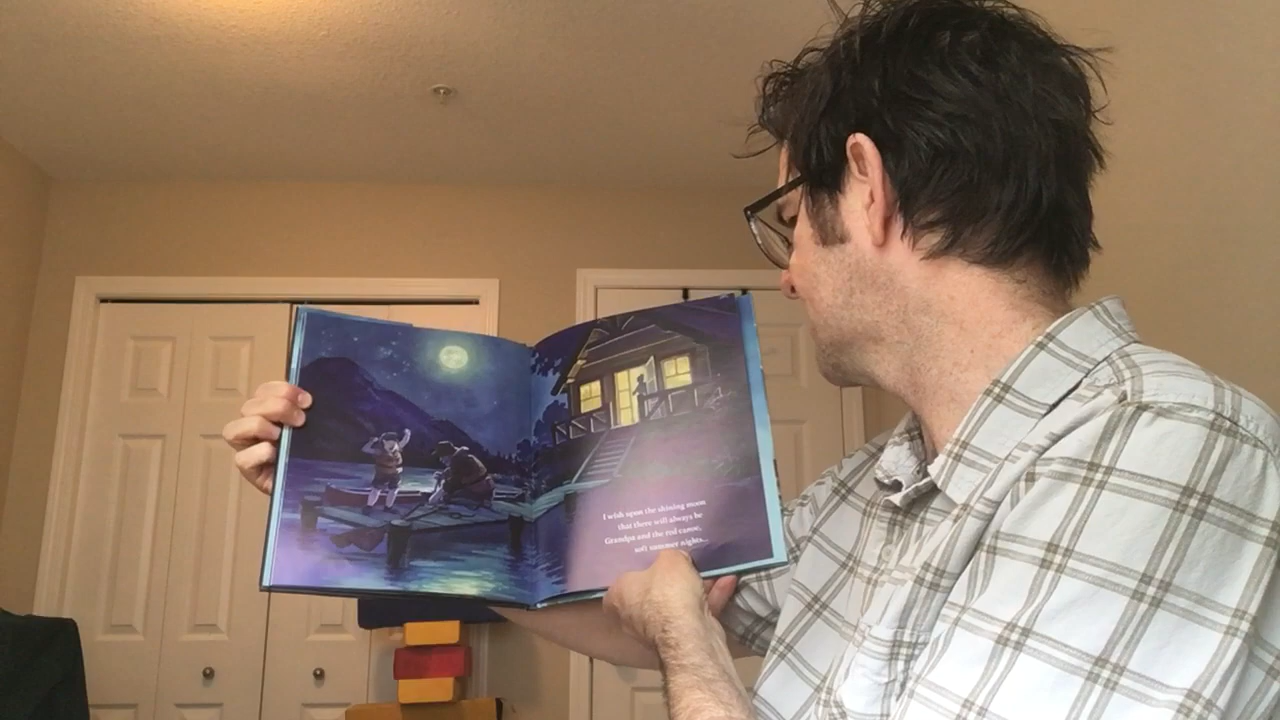 I wish upon the shining moon
that there will always be
Grandpa and the red canoe,
soft summer nights...